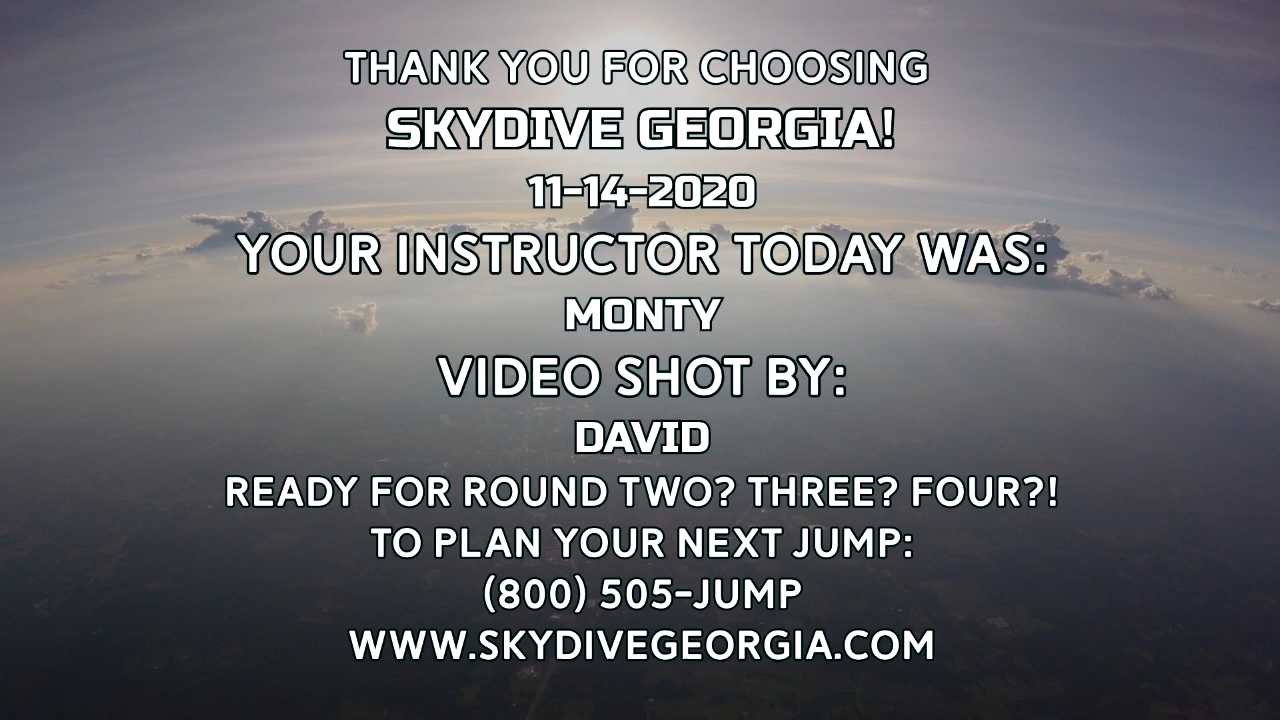 THANK YOU FOR CHOOSING
SKYDIVE GEORGIA!
11-14-2020
YOUR INSTRUCTOR TODAY WAS:
MONTY
VIDEO SHOT BY:
DAVID
READY FOR ROUND TWO? THREE? FOUR?!
TO PLAN YOUR NEXT JUMP:
(800) 505-JUMP
WWW.SKYDIVEGEORGIA.COM